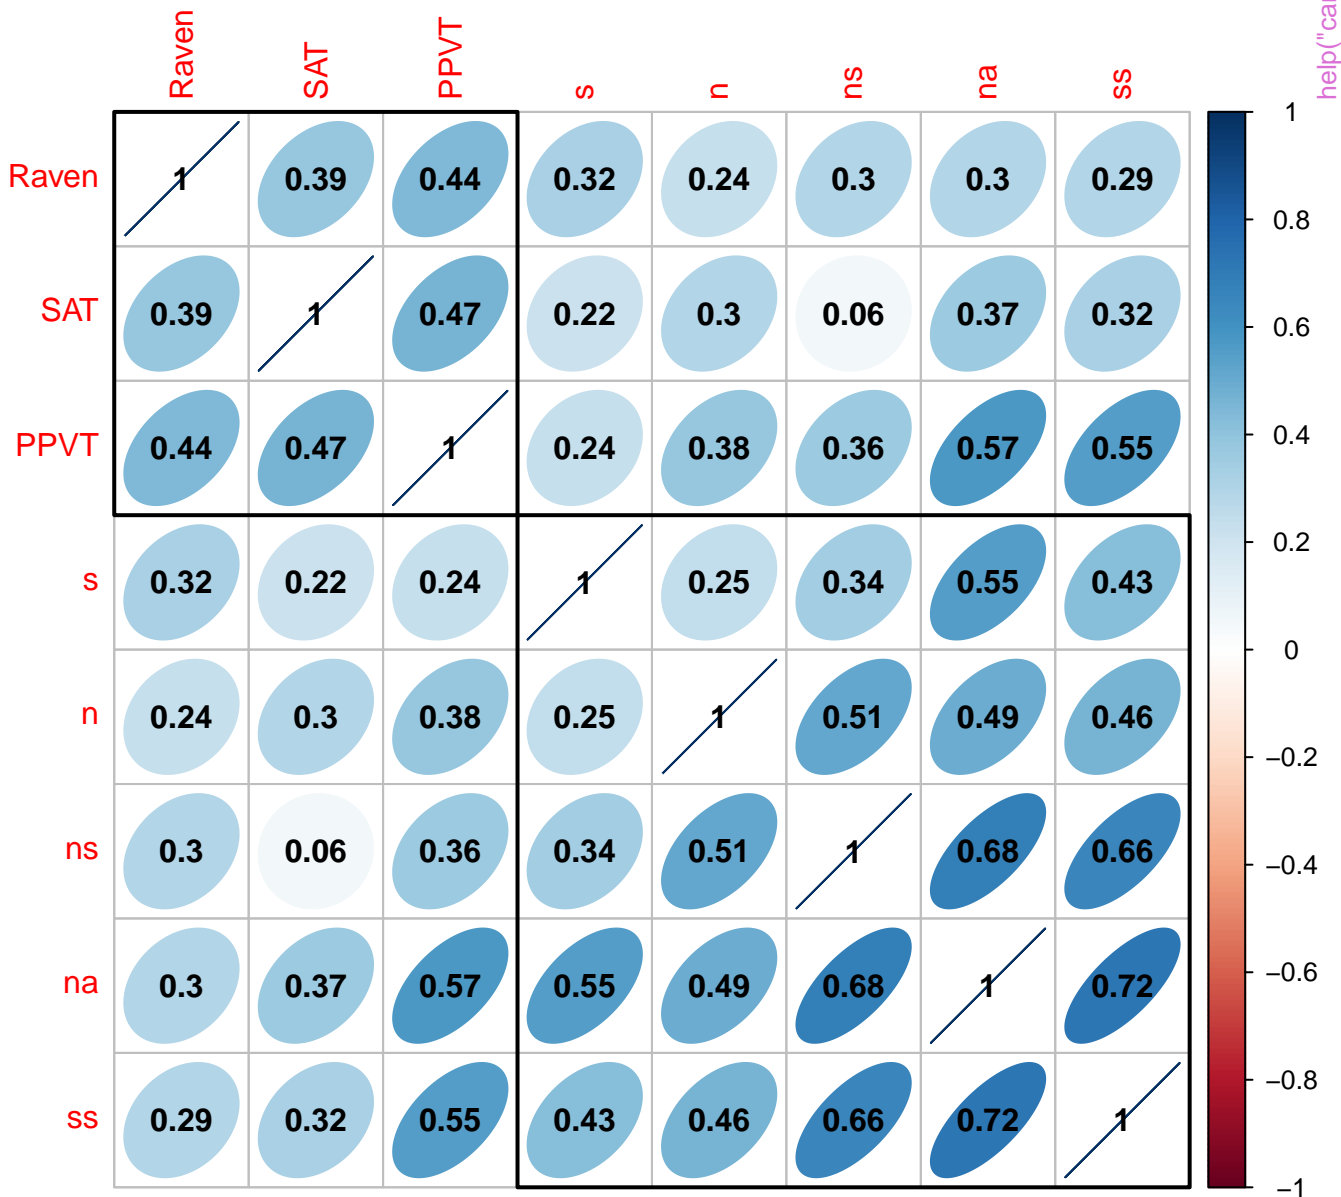 Raven SAT PPVT s n ns na ss
help("can
Raven 1 0.39 0.44 0.32 0.24 0.3 0.3 0.29
SAT 0.39 1 0.47 0.22 0.3 0.06 0.37 0.32
PPVT 0.44 0.47 1 0.24 0.38 0.36 0.57 0.55
s 0.32 0.22 0.24 1 0.25 0.34 0.55 0.43
n 0.24 0.3 0.38 0.25 1 0.51 0.49 0.46
ns 0.3 0.06 0.36 0.34 0.51 1 0.68 0.66
na 0.3 0.37 0.57 0.55 0.49 0.68 1 0.72
ss 0.29 0.32 0.55 0.43 0.46 0.66 0.72 1
1
0.8
0.6
0.4
0.2
0
−0.2
−0.4
−0.6
−0.8
−1